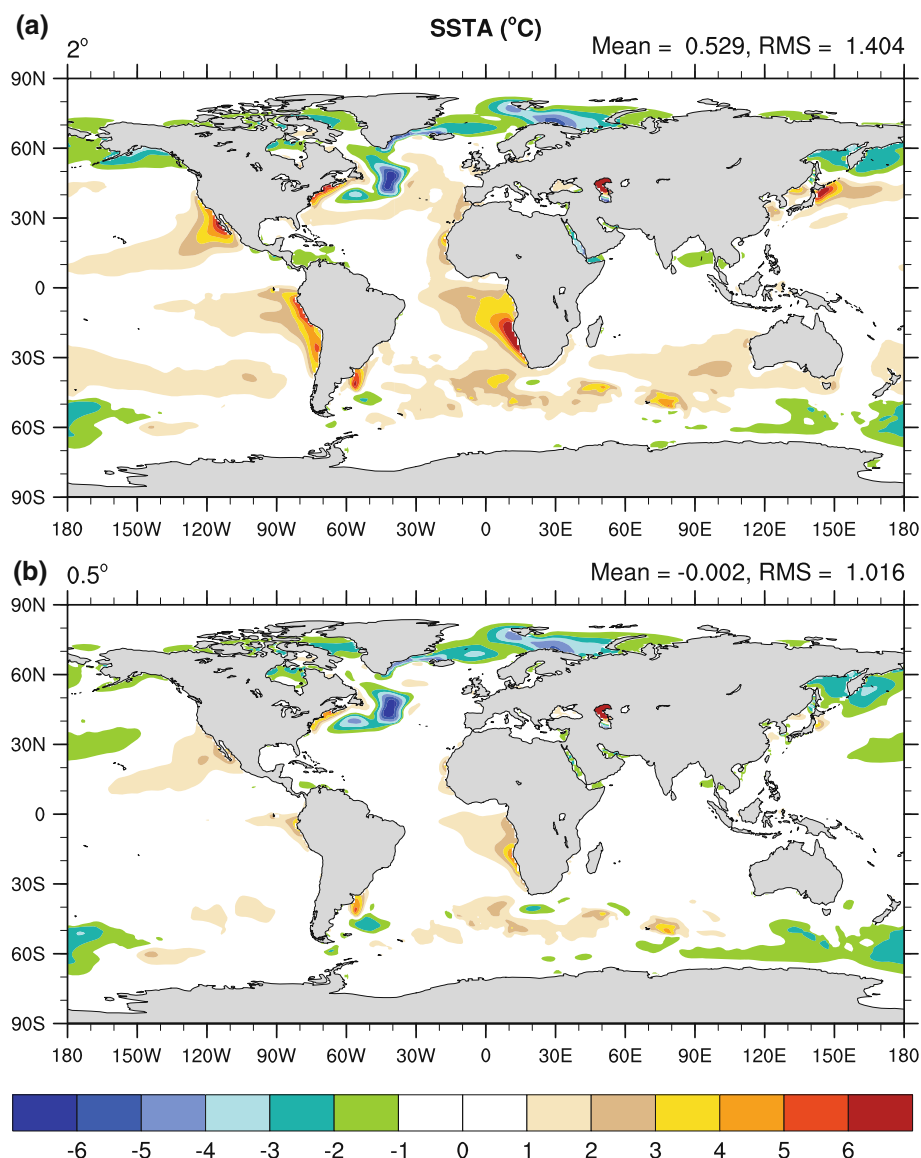 (a)
SSTA (°C)
2°
Mean = 0.529, RMS = 1.404
90N
60N
30N
0
30S
60S
90S
180 150W 120W 90W 60W 30W 0 30E 60E 90E 120E 150E 180
(b)
0.5°
Mean = -0.002, RMS = 1.016
90N
60N
30N
0
30S
60S
90S
180 150W 120W 90W 60W 30W 0 30E 60E 90E 120E 150E 180
-6 -5 -4 -3 -2 -1 0 1 2 3 4 5 6